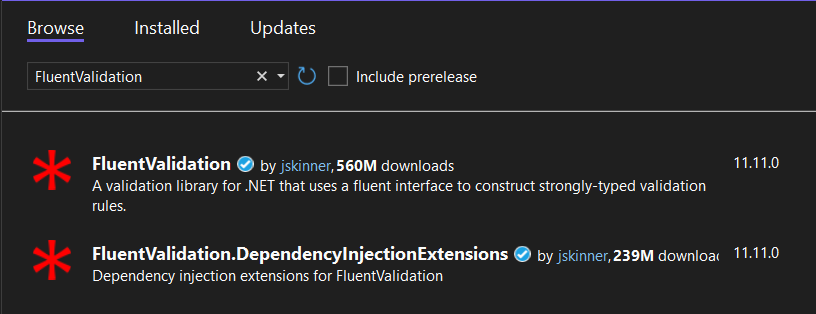 Browse Installed Updates
FluentValidation Include prerelease
FluentValidation by jskinner, 560M downloads 11.11.0
A validation library for .NET that uses a fluent interface to construct strongly-typed validation
rules.
FluentValidation.DependencyInjectionExtensions by jskinner, 239M downloac 11.11.0
Dependency injection extensions for FluentValidation